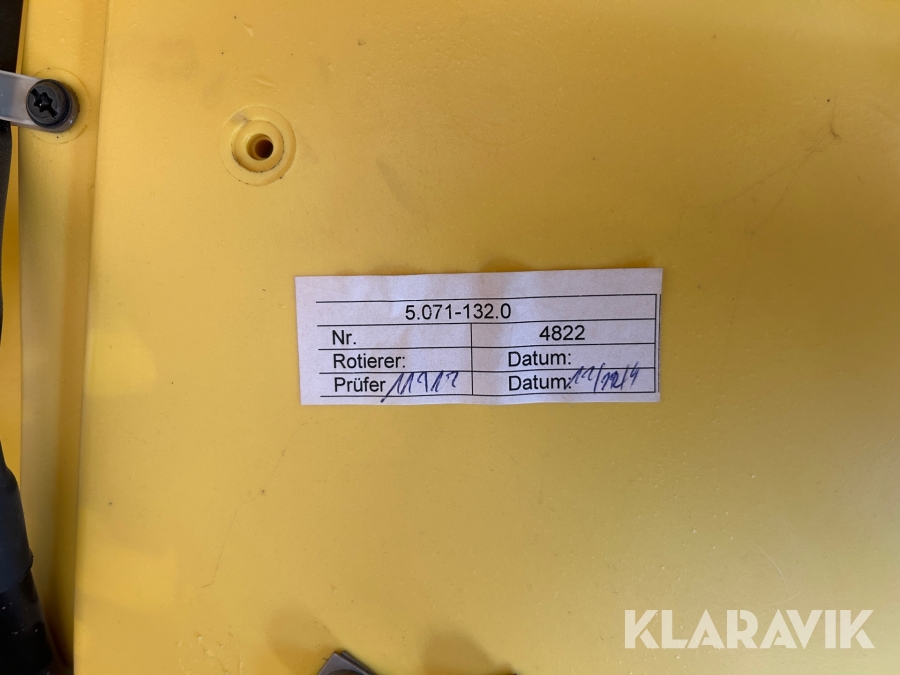 5.071-132.0
Nr. 4822
Rotierer: Datum:
Prüfer Datum:
KLARAVIK